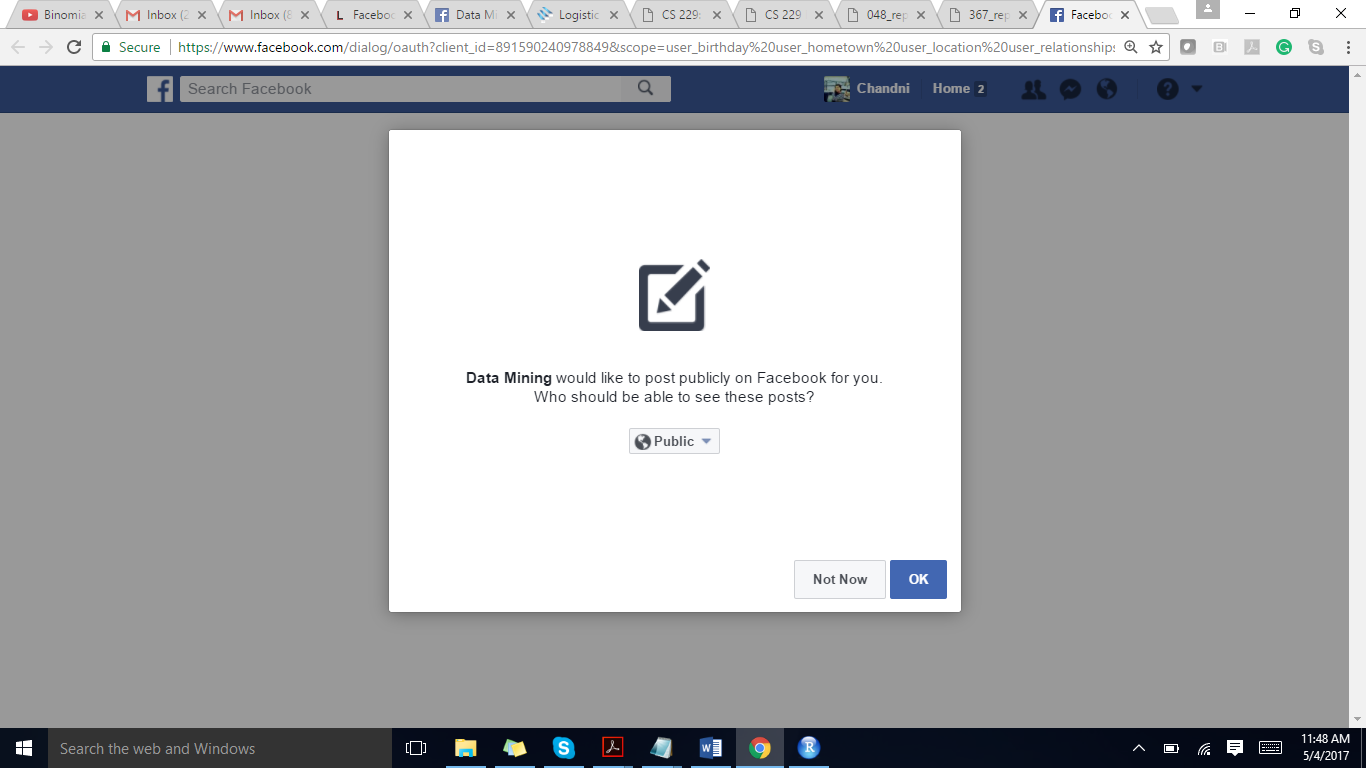 Binomia
Inbox (2
Inbox (8
Faceboo
Data Mi
Logistic
CS 229:
CS 229
048_rep
367_rep
Faceboo
Secure
https://www.facebook.com/dialog/oauth?client_id=891590240978849&scope=user_birthday%20user_hometown%20user_location%20user_relationships
Search Facebook
Chandni
Home 2
Data Mining would like to post publicly on Facebook for you.
Who should be able to see these posts?
Public
Not Now
OK
Search the web and Windows
11:48 AM
5/4/2017